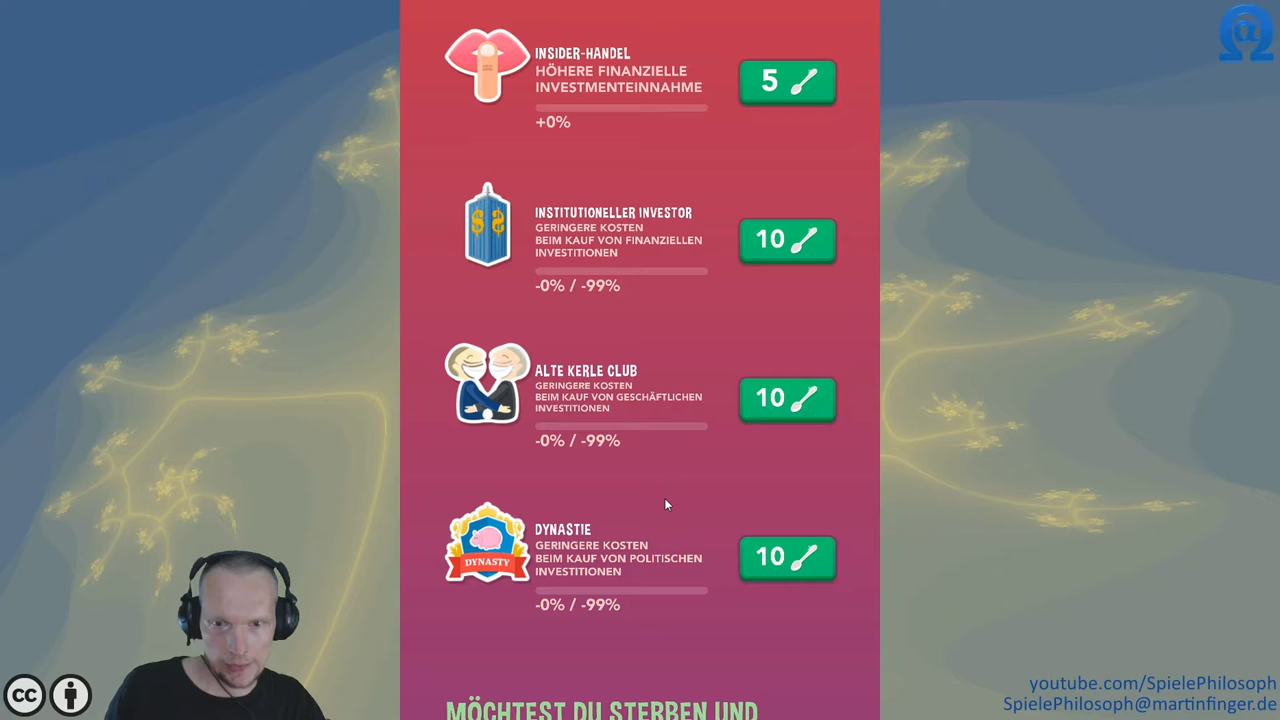 INSIDER-HANDEL
HÖHERE FINANZIELLE
INVESTMENTEINNAHME
+0%
5
INSTITUTIONELLER INVESTOR
GERINGERE KOSTEN
BEIM KAUF VON FINANZIELLEN
INVESTITIONEN
-0% / -99%
10
ALTE KERLE CLUB
GERINGERE KOSTEN
BEIM KAUF VON GESCHÄFTLICHEN
INVESTITIONEN
-0% / -99%
10
DYNASTY
DYNASTIE
GERINGERE KOSTEN
BEIM KAUF VON POLITISCHEN
INVESTITIONEN
-0% / -99%
10
MÖCHTEST DU STERBEN UND
cc
youtube.com/SpielePhilosoph
SpielePhilosoph@martinfinger.de